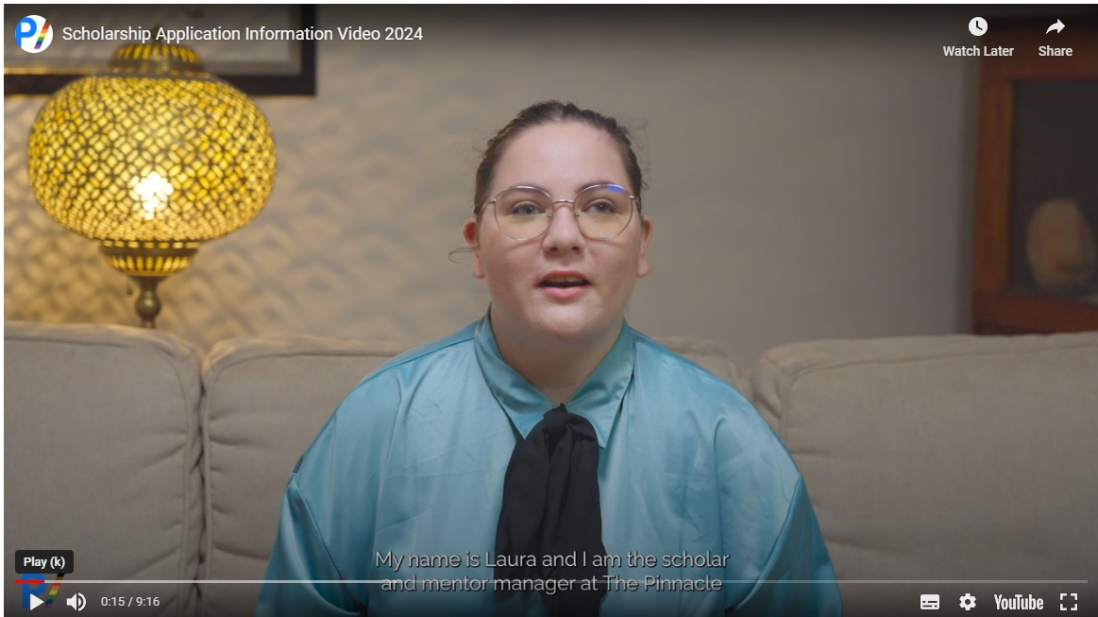 Scholarship Application Information Video 2024
Watch Later
Share
My name is Laura and I am the scholar
and mentor manager at The Pinnacle
Play (k)
0:15 / 9:16
YouTube